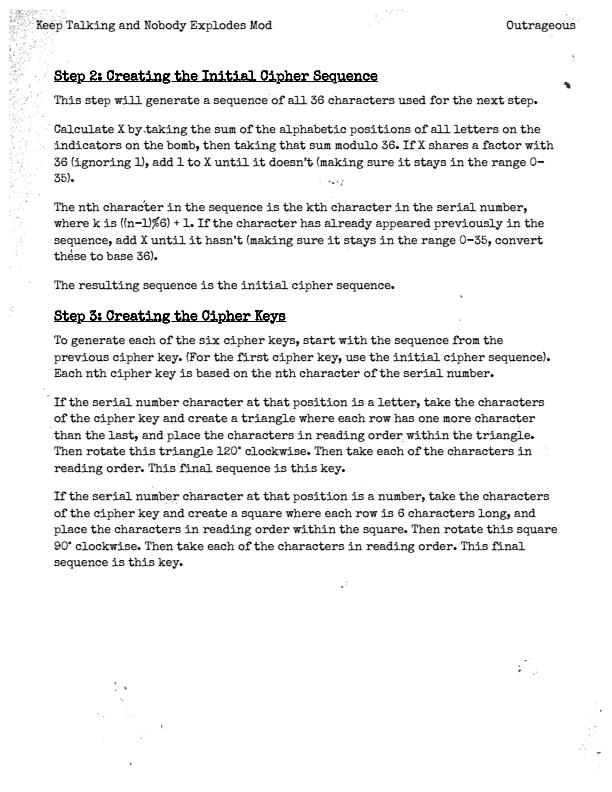 Keep Talking and Nobody Explodes Mod
Outrageous
Step 2: Creating the Initial Cipher Sequence
This step will generate a sequence of all 36 characters used for the next step.
Calculate X by taking the sum of the alphabetic positions of all letters on the
indicators on the bomb, then taking that sum modulo 36. If X shares a factor with
36 (ignoring 1), add 1 to X until it doesn't (making sure it stays in the range 0-
35).
The nth character in the sequence is the kth character in the serial number,
where k is ((n-1)%6) + 1. If the character has already appeared previously in the
sequence, add X until it hasn't (making sure it stays in the range 0-35, convert
these to base 36).
The resulting sequence is the initial cipher sequence.
Step 3: Creating the Cipher Keys
To generate each of the six cipher keys, start with the sequence from the
previous cipher key. (For the first cipher key, use the initial cipher sequence).
Each nth cipher key is based on the nth character of the serial number.
If the serial number character at that position is a letter, take the characters
of the cipher key and create a triangle where each row has one more character
than the last, and place the characters in reading order within the triangle.
Then rotate this triangle 120° clockwise. Then take each of the characters in
reading order. This final sequence is this key.
If the serial number character at that position is a number, take the characters
of the cipher key and create a square where each row is 6 characters long, and
place the characters in reading order within the square. Then rotate this square
90° clockwise. Then take each of the characters in reading order. This final
sequence is this key.